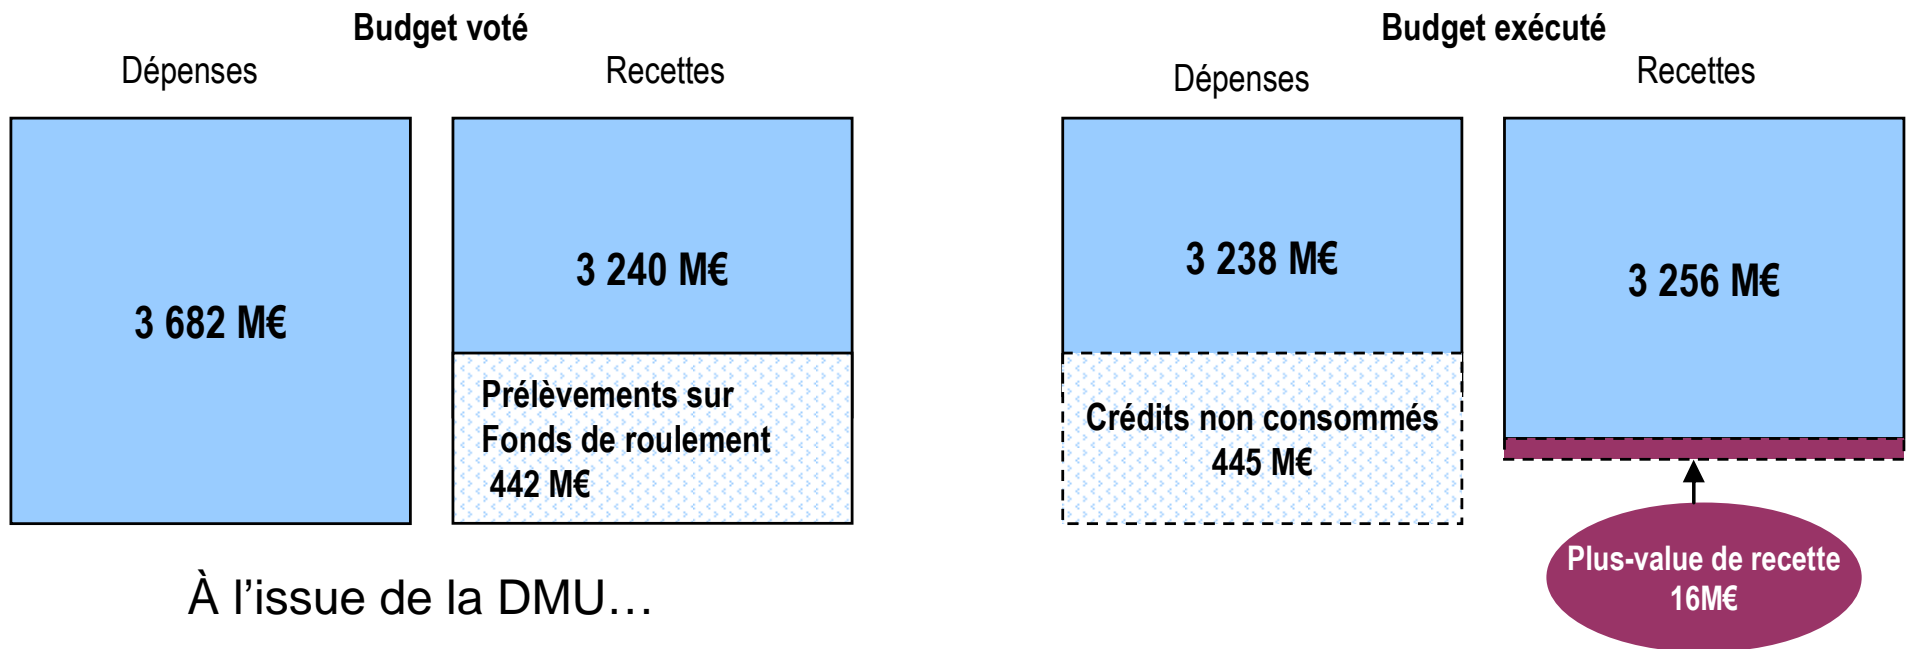 Budget voté
Dépenses
Recettes
3 682 M€
3 240 M€
Prélèvements sur
Fonds de roulement
442 M€
À l’issue de la DMU…
Budget exécuté
Dépenses
Recettes
3 238 M€
Crédits non consommés
445 M€
3 256 M€
Plus-value de recette
16M€